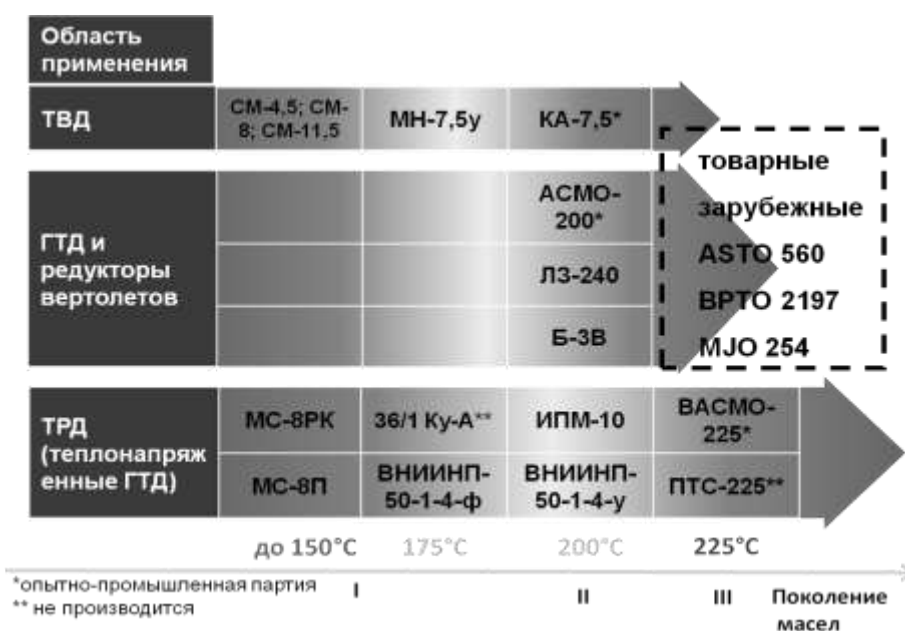 Область
применения
ТВД
СМ-4,5; СМ-
8; СМ-11,5
МН-7,5у
КА-7,5*
товарные
зарубежные
ASTO 560
BPTO 2197
MJO 254
ГТД и
редукторы
вертолетов
АСМО-
200*
ЛЗ-240
Б-3В
ТРД
(теплонапряж
енные ГТД)
МС-8РК
36/1 Ку-А**
ИПМ-10
ВАСМО-
225*
МС-8П
ВНИИНП-
50-1-4-ф
ВНИИНП-
50-1-4-у
ПТС-225**
до 150°С
175°С
200°С
225°С
*опытно-промышленная партия
** не производится
I
II
III
Поколение
масел